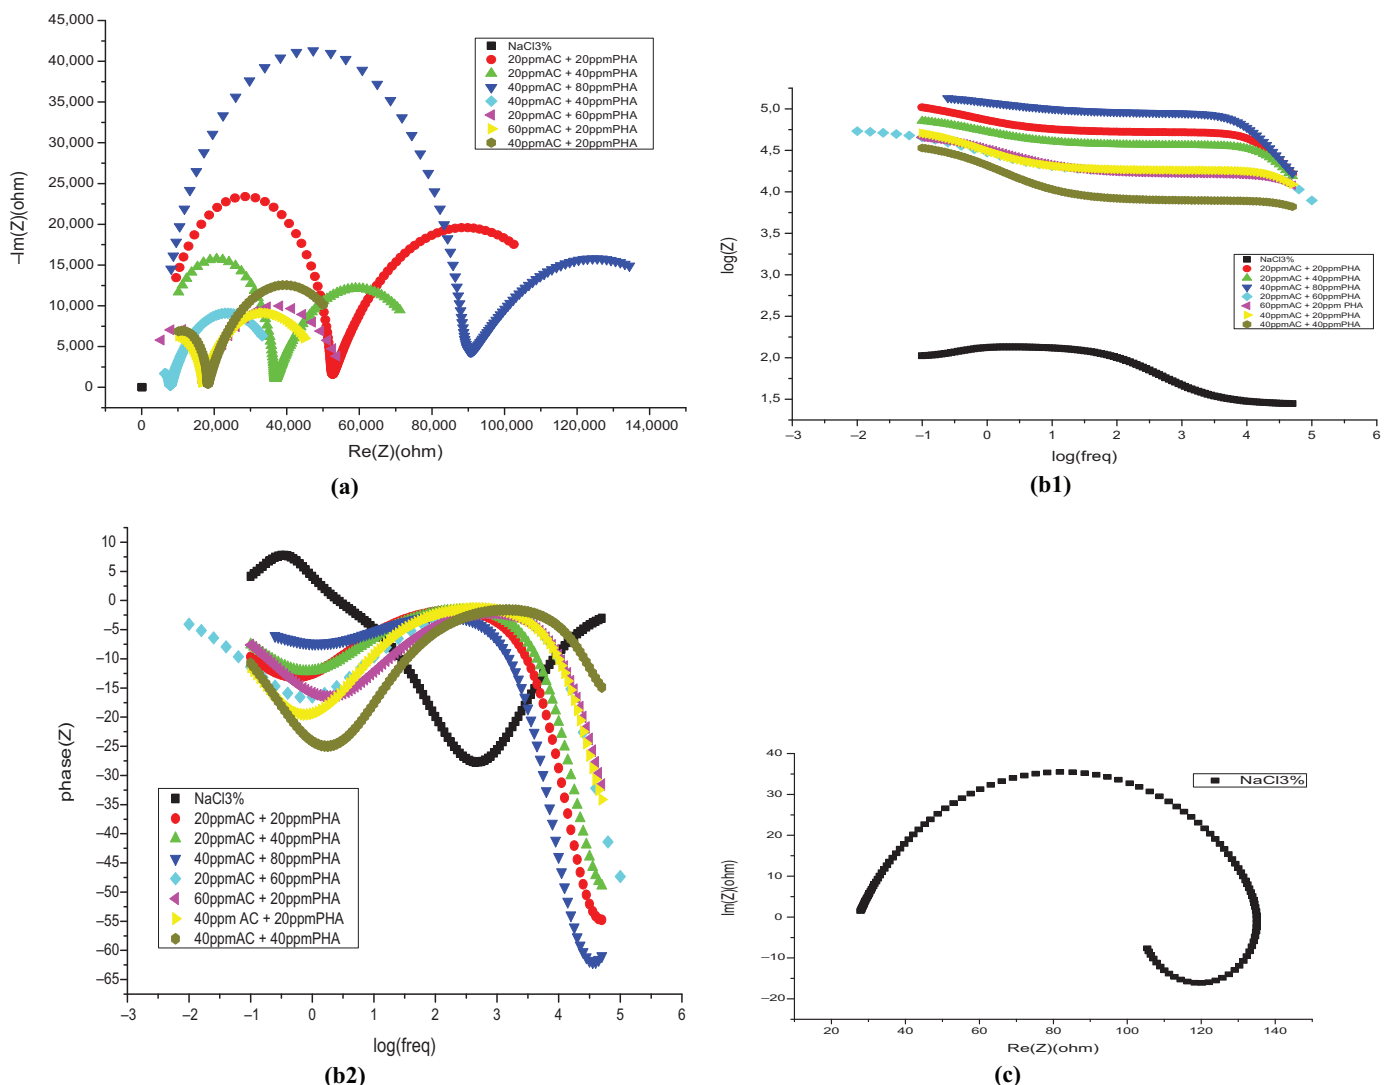 45,000
40,000
35,000
30,000
25,000
20,000
15,000
10,000
5,000
0
–Im(Z)(ohm)
NaCl3%
20ppmAC + 20ppmPHA
20ppmAC + 40ppmPHA
40ppmAC + 80ppmPHA
40ppmAC + 40ppmPHA
20ppmAC + 60ppmPHA
60ppmAC + 20ppmPHA
40ppmAC + 20ppmPHA
0 20,000 40,000 60,000 80,000 100,000 120,000 14,0000
Re(Z)(ohm)
(a)
5,0
4,5
4,0
3,5
3,0
2,5
2,0
1,5
log(Z)
NaCl3%
20ppmAC + 20ppmPHA
20ppmAC + 40ppmPHA
40ppmAC + 80ppmPHA
20ppmAC + 60ppmPHA
60ppmAC + 20ppm PHA
40ppmAC + 20ppmPHA
40ppmAC + 40ppmPHA
–3 –2 –1 0 1 2 3 4 5 6
log(freq)
(b1)
10
5
0
–5
–10
–15
–20
–25
–30
–35
–40
–45
–50
–55
–60
–65
phase(Z)
NaCl3%
20ppmAC + 20ppmPHA
20ppmAC + 40ppmPHA
40ppmAC + 80ppmPHA
20ppmAC + 60ppmPHA
60ppmAC + 20ppmPHA
40ppm AC + 20ppmPHA
40ppmAC + 40ppmPHA
–3 –2 –1 0 1 2 3 4 5 6
log(freq)
(b2)
40
30
20
10
0
–10
–20
Im(Z)(ohm)
NaCl3%
20 40 60 80 100 120 140
Re(Z)(ohm)
(c)